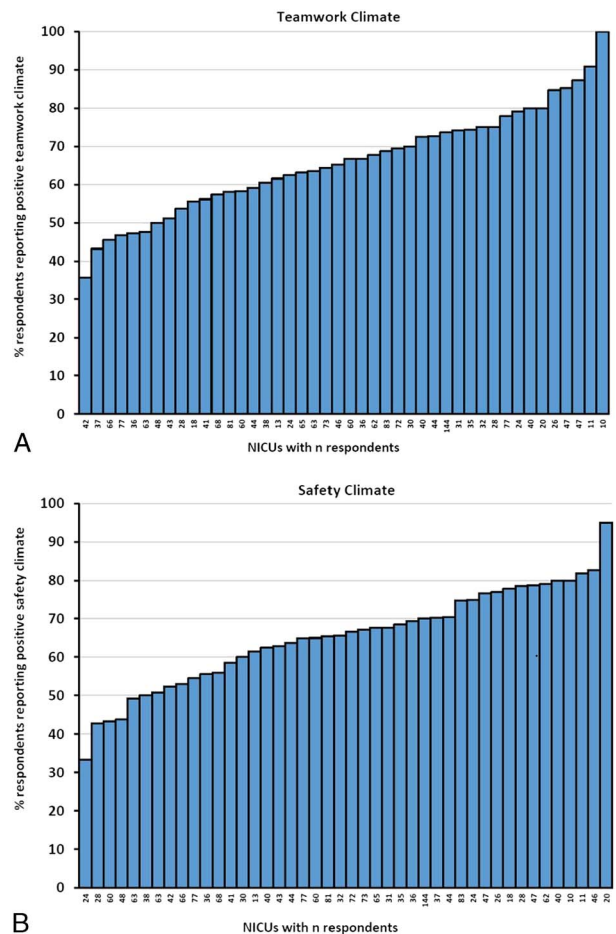 Teamwork Climate
% respondents reporting positive teamwork climate
100
90
80
70
60
50
40
30
20
10
0
42 37 66 77 36 63 48 43 28 18 41 68 81 60 44 38 13 24 65 63 73 46 60 36 62 83 72 30 40 44 144 31 35 32 28 77 24 40 20 26 47 47 11 10
NICUs with n respondents
A
Safety Climate
% respondents reporting positive safety climate
100
90
80
70
60
50
40
30
20
10
0
24 28 60 48 63 38 63 42 66 77 36 68 41 30 13 40 43 44 77 60 81 32 72 73 65 31 35 36 144 37 44 83 24 47 26 18 28 47 62 40 10 11 46 20
NICUs with n respondents
B